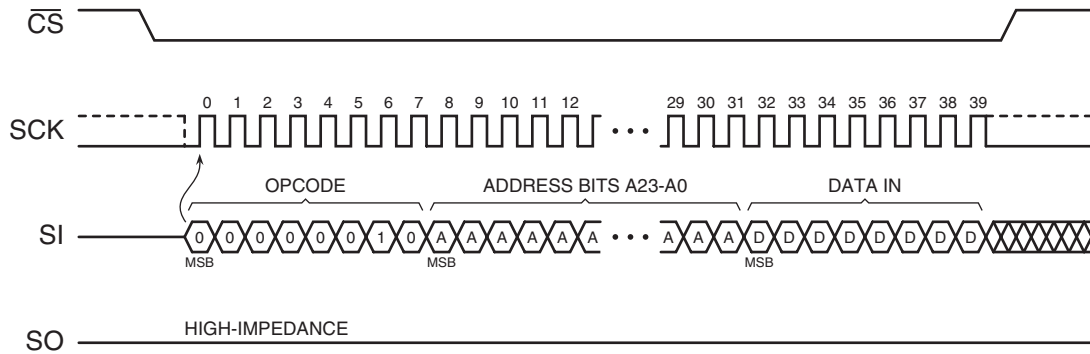 CS
0 1 2 3 4 5 6 7 8 9 10 11 12 29 30 31 32 33 34 35 36 37 38 39
SCK
OPCODE ADDRESS BITS A23-A0 DATA IN
SI 0 0 0 0 0 0 1 0 A A A A A A A A A D D D D D D D D
MSB MSB MSB
HIGH-IMPEDANCE
SO